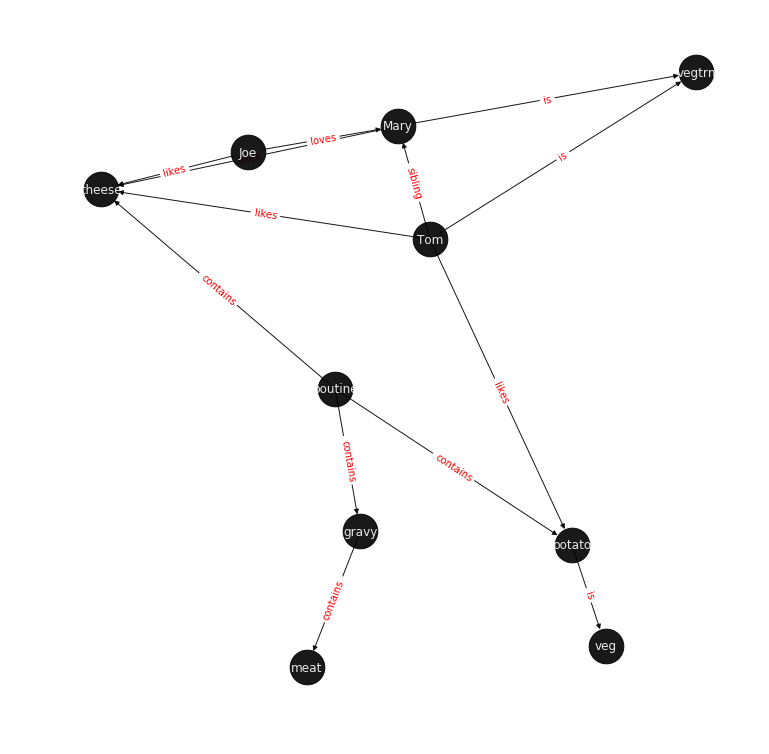 vegtrn
is
Mary
loves
Joe
is
likes
sibling
cheese
likes
Tom
contains
poutine
likes
contains
contains
gravy
potato
is
contains
veg
meat